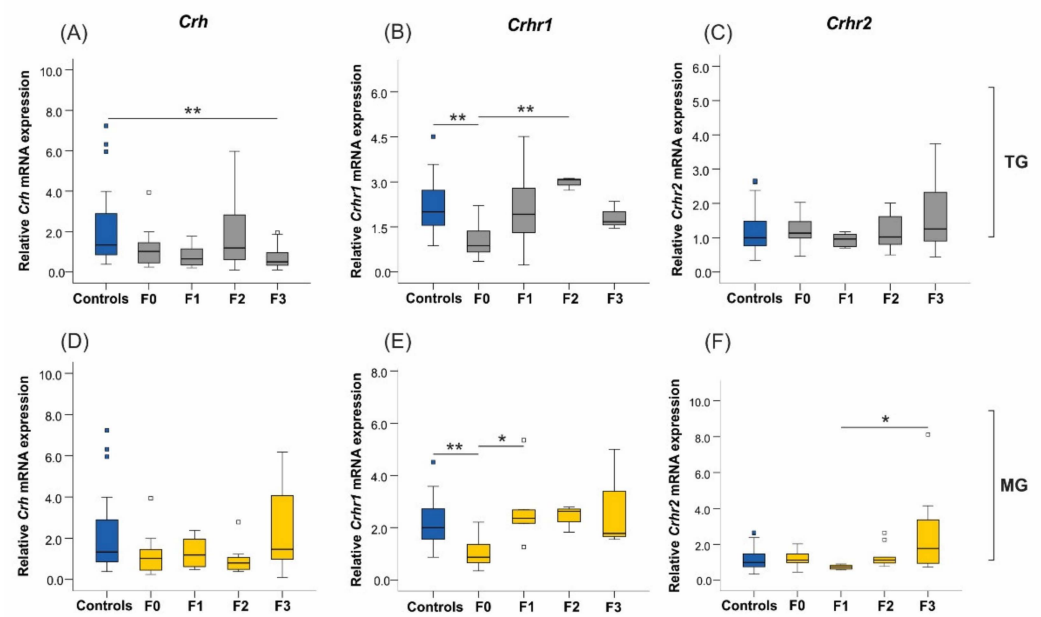 Crh
Crhr1
Crhr2
(A)
Relative Crh mRNA expression
10.0
8.0
6.0
4.0
2.0
0.0
**
Controls F0 F1 F2 F3
(B)
Relative Crhr1 mRNA expression
6.0
4.5
3.0
1.5
0.0
** **
Controls F0 F1 F2 F3
(C)
Relative Crhr2 mRNA expression
6.0
5.0
4.0
3.0
2.0
1.0
0.0
Controls F0 F1 F2 F3
TG
(D)
Relative Crh mRNA expression
10.0
8.0
6.0
4.0
2.0
0.0
Controls F0 F1 F2 F3
(E)
Relative Crhr1 mRNA expression
8.0
6.0
4.0
2.0
0.0
** *
Controls F0 F1 F2 F3
(F)
Relative Crhr2 mRNA expression
10.0
8.0
6.0
4.0
2.0
0.0
*
Controls F0 F1 F2 F3
MG